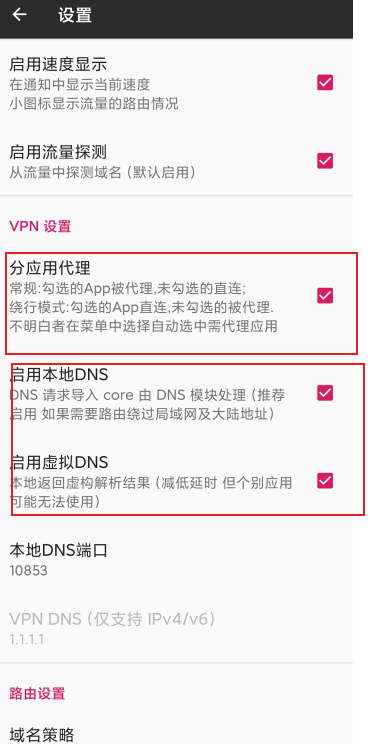 设置
启用速度显示
在通知中显示当前速度
小图标显示流量的路由情况
启用流量探测
从流量中探测域名（默认启用）
VPN 设置
分应用代理
常规:勾选的App被代理,未勾选的直连;
绕行模式:勾选的App直连,未勾选的被代理.
不明白者在菜单中选择自动选中需代理应用
启用本地DNS
DNS 请求导入 core 由 DNS 模块处理（推荐
启用 如果需要路由绕过局域网及大陆地址）
启用虚拟DNS
本地返回虚构解析结果（减低延时 但个别应用
可能无法使用）
本地DNS端口
10853
VPN DNS (仅支持 IPv4/v6)
1.1.1.1
路由设置
域名策略